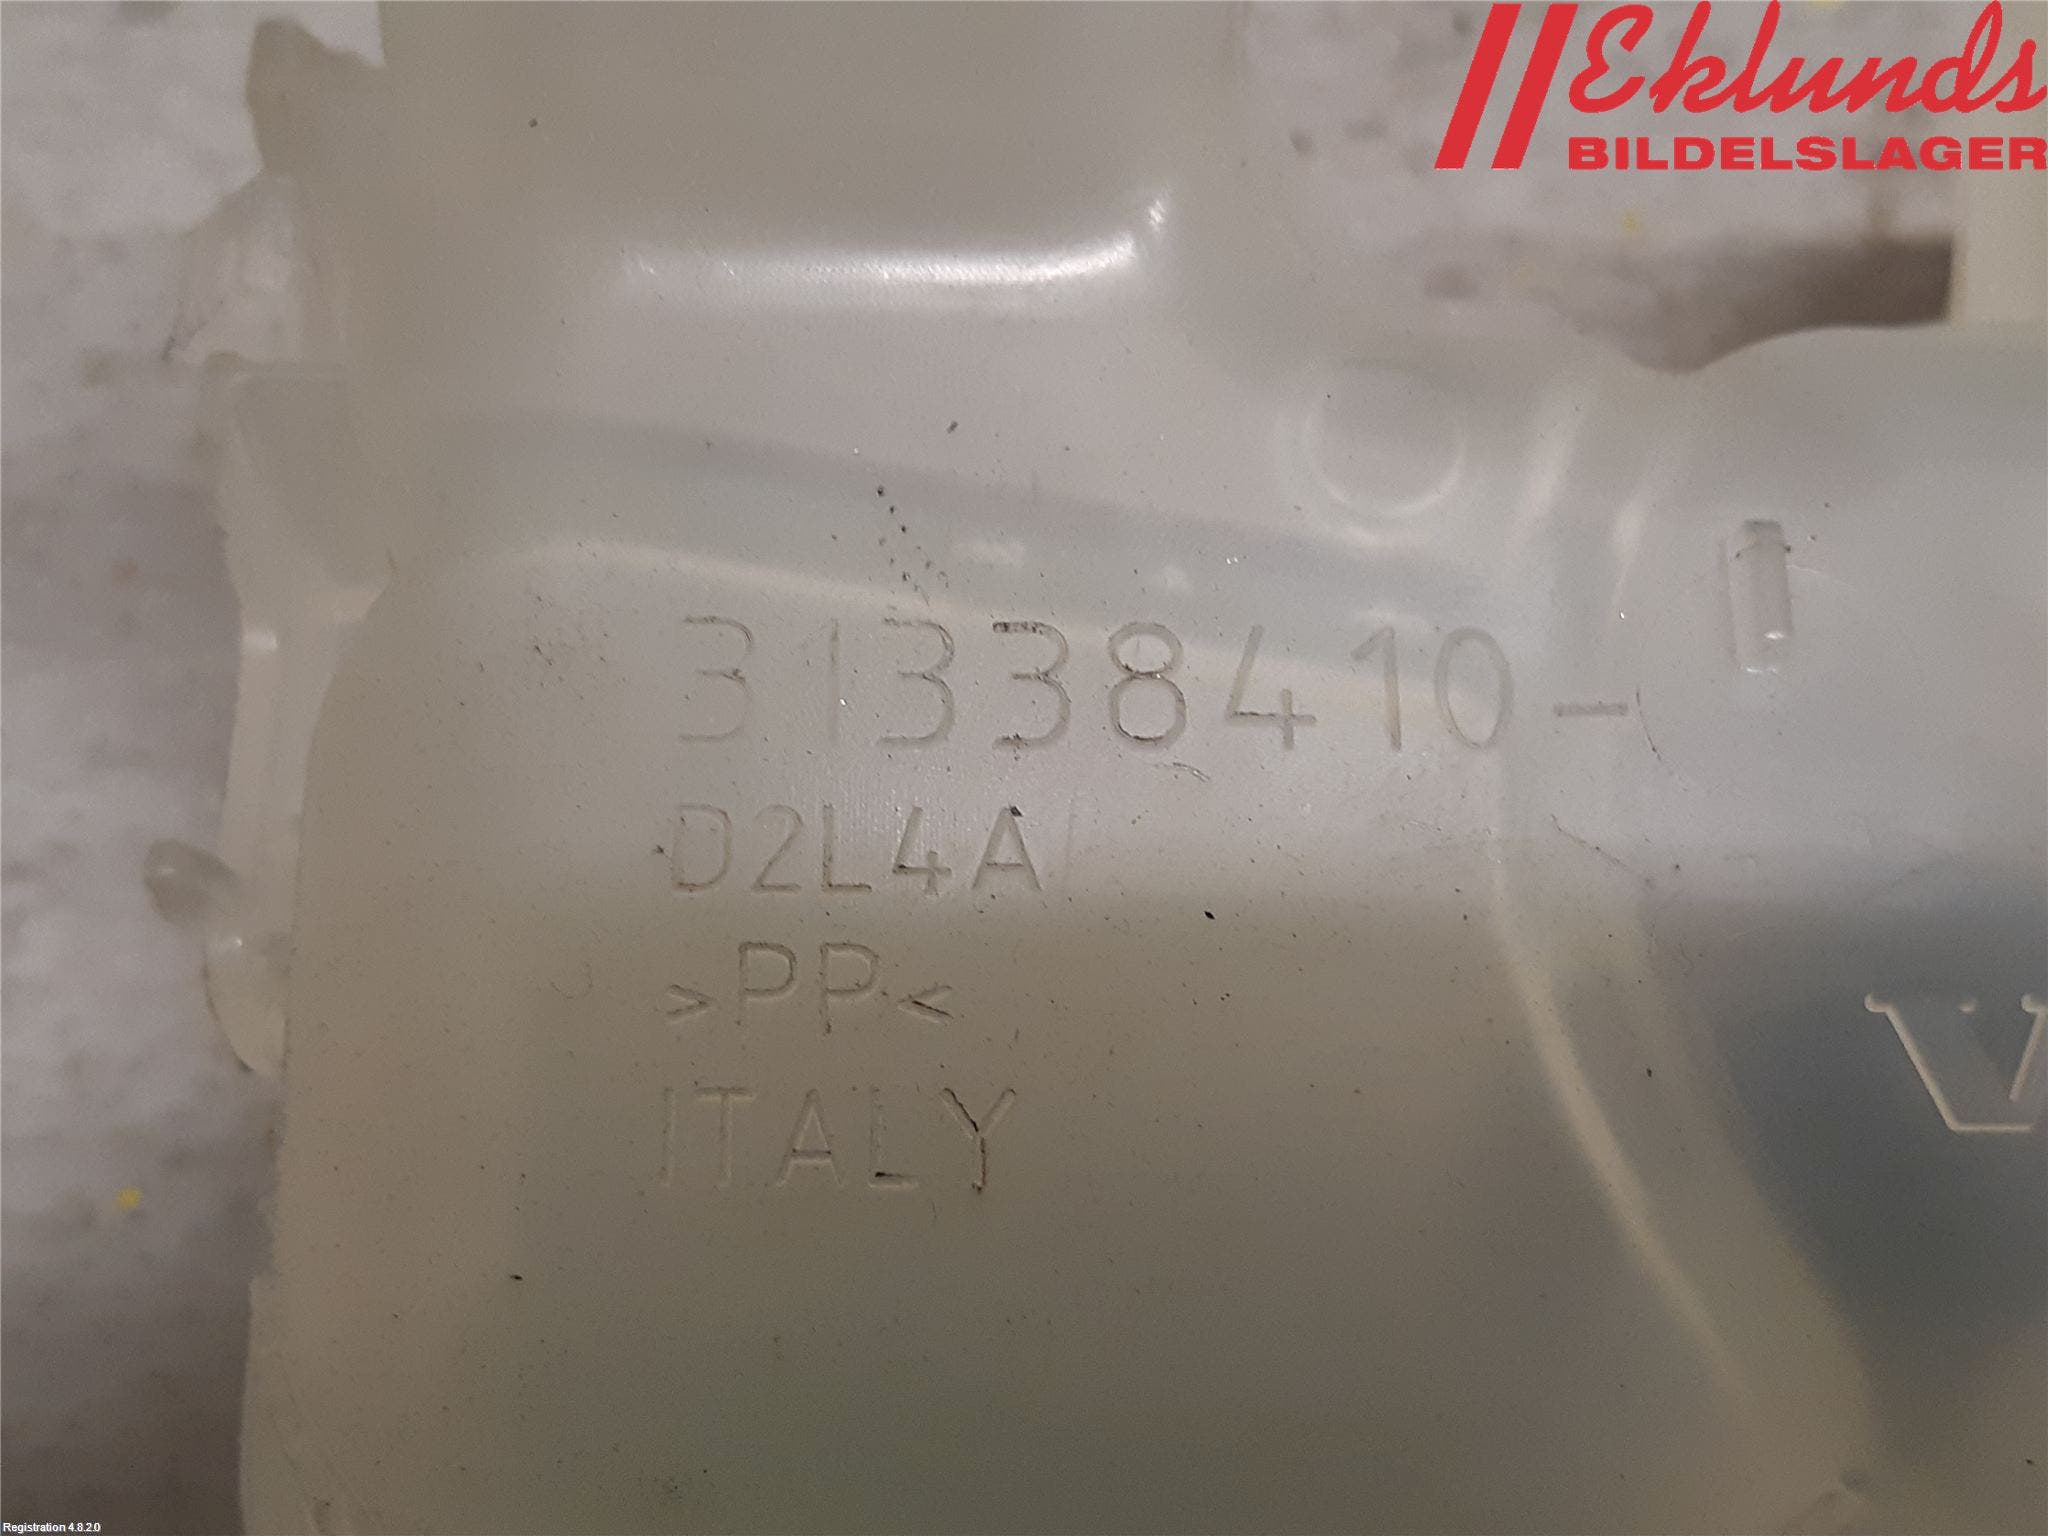 Eklunds
BILDELSLAGER
31338410-
D2L4A
>PP<
ITALY
V
Registration 4.8.2.0